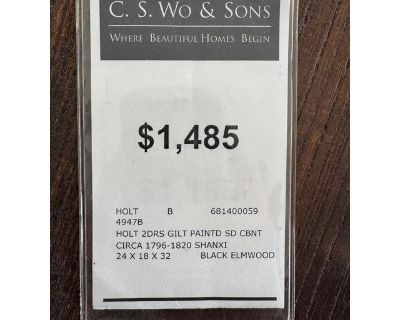 C. S. WO & SONS
WHERE BEAUTIFUL HOMES BEGIN
$1,485
HOLT B 681400059
4947B
HOLT 2DRS GILT PAINTD SD CBNT
CIRCA 1796-1820 SHANXI
24 X 18 X 32 BLACK ELMWOOD